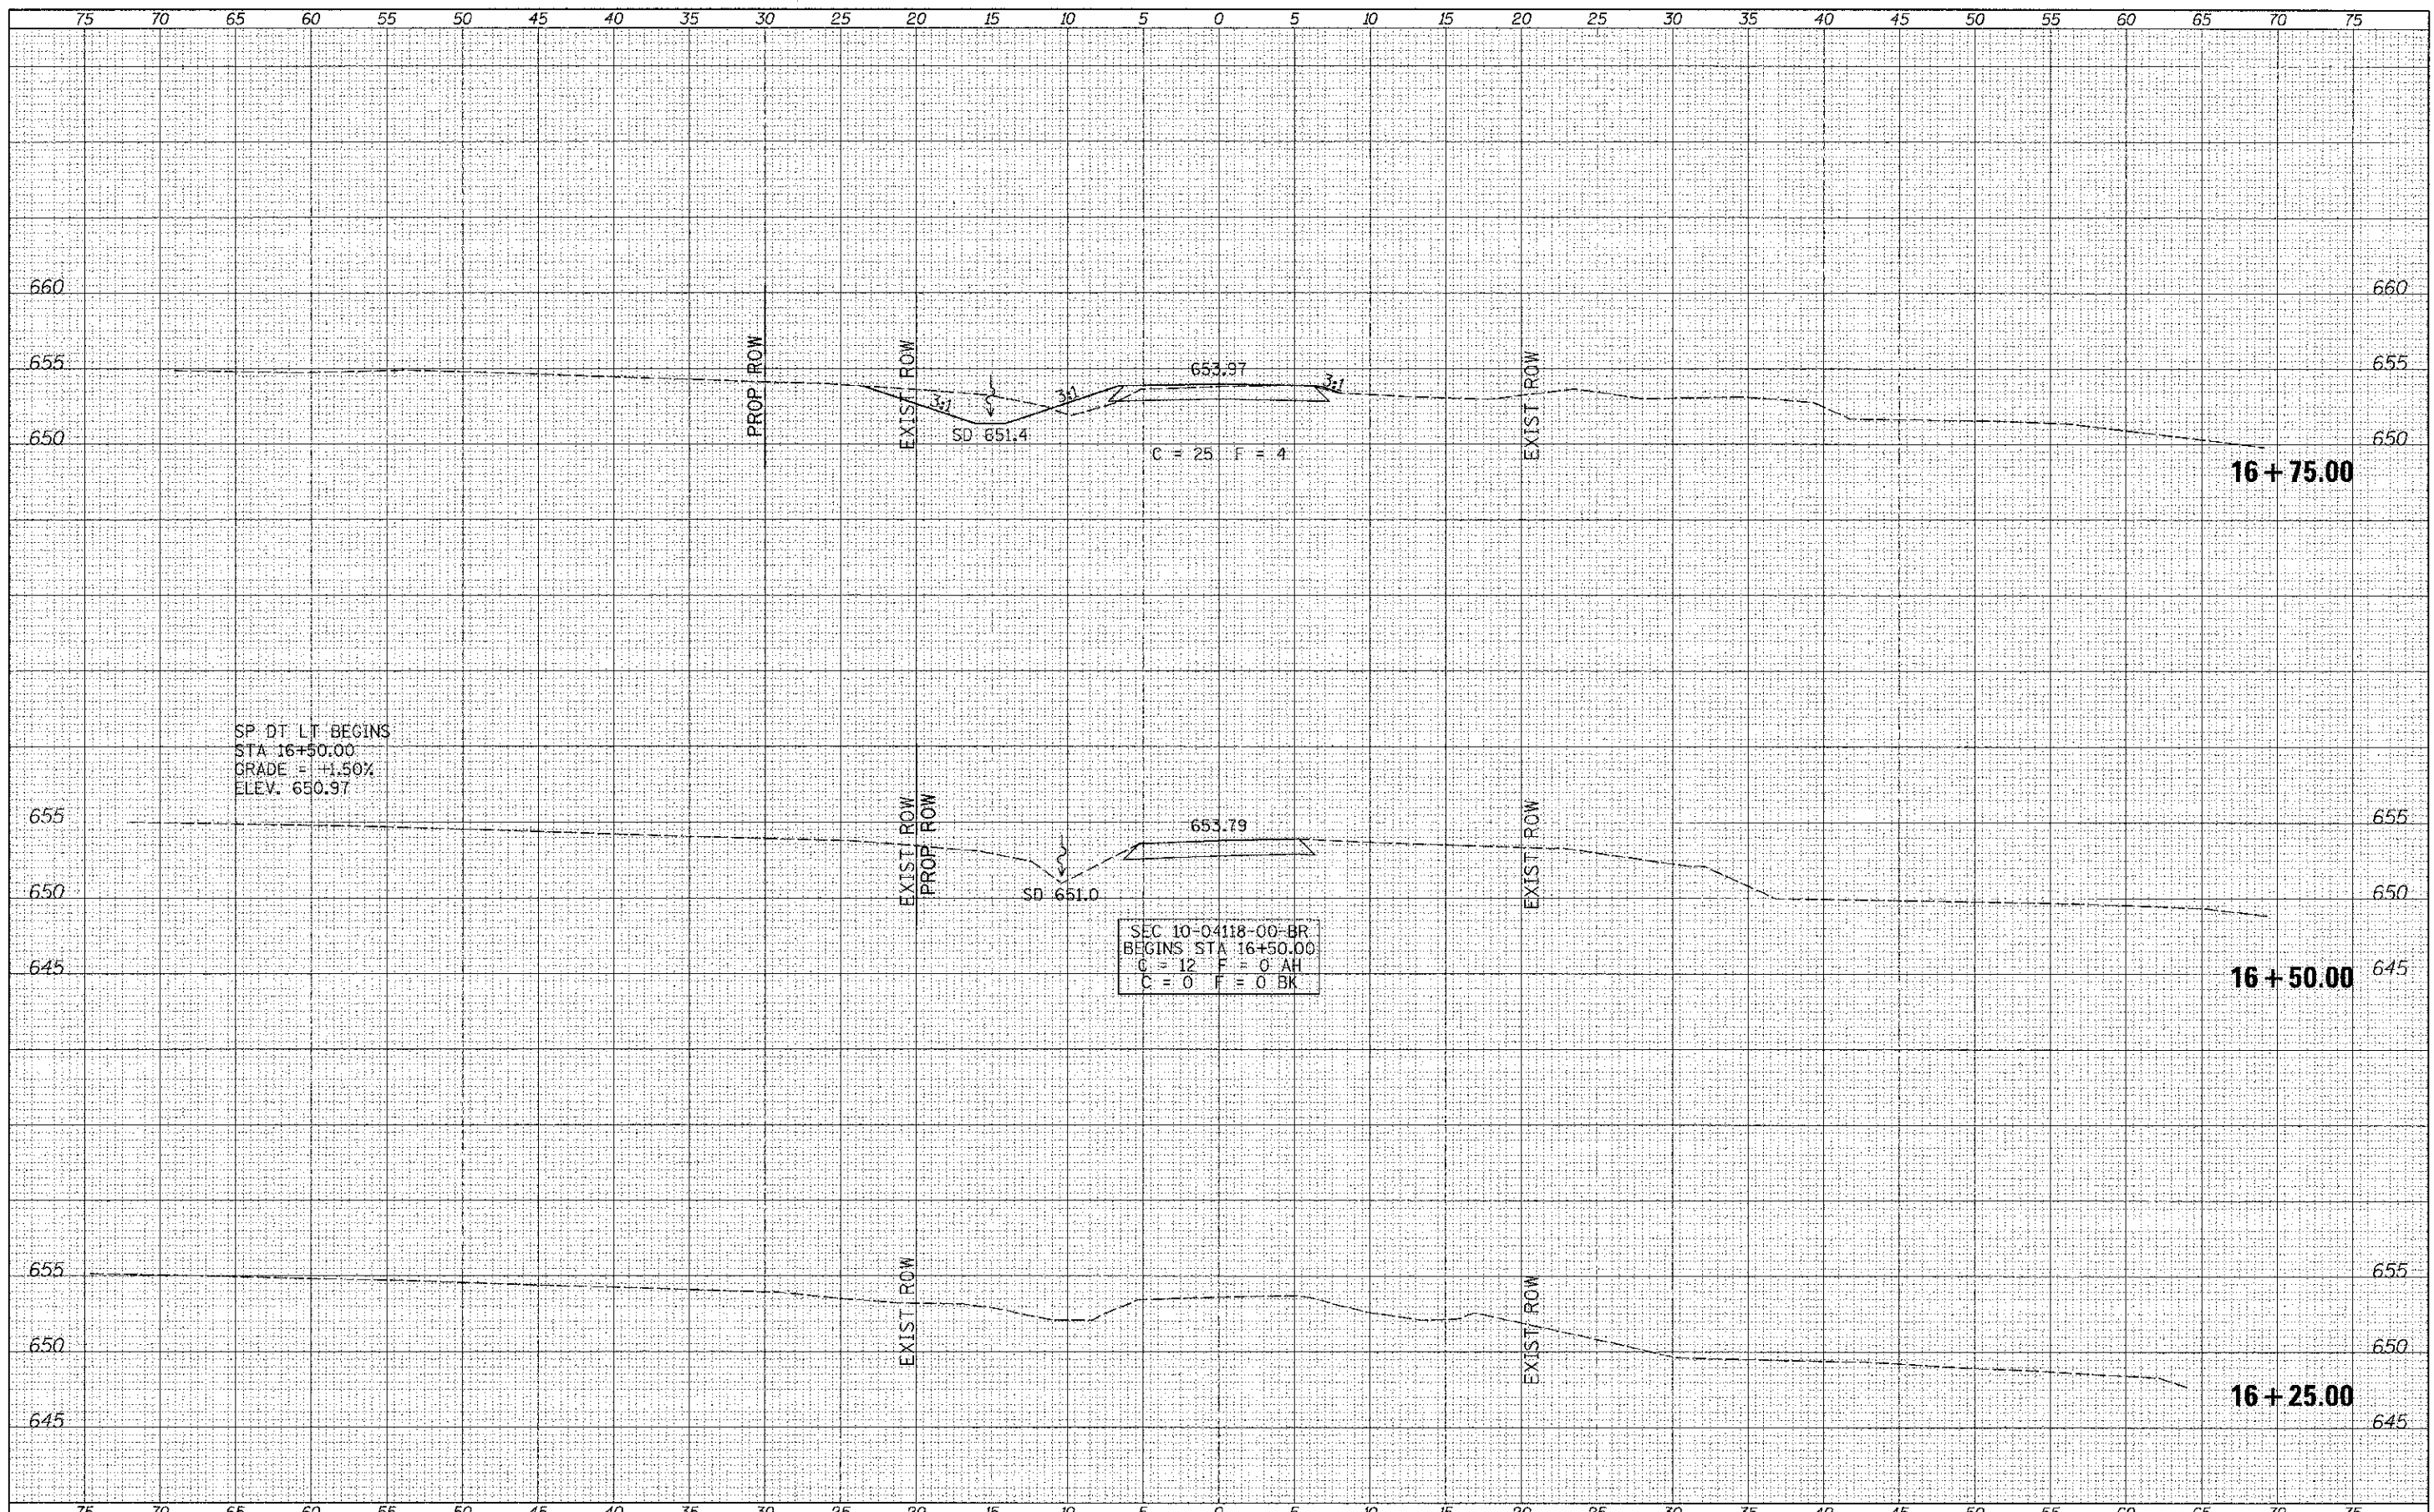 75 70 65 60 55 50 45 40 35 30 25 20 15 10 5 0 5 10 15 20 25 30 35 40 45 50 55 60 65 70 75
660
660
PROP ROW
EXIST ROW
EXIST ROW
655
653.97
655
3:1
3:1
3:1
SD 651.4
650
650
C = 25 F = 4
16 + 75.00
SP DT LT BEGINS
STA 16+50.00
GRADE = +1.50%
ELEV. 650.97
EXIST ROW
PROP ROW
EXIST ROW
655
653.79
655
650
SD 651.0
650
SEC 10-04118-00-BR
BEGINS STA 16+50.00
C = 12 F = 0 AH
C = 0 F = 0 BK
645
645
16 + 50.00
EXIST ROW
EXIST ROW
655
655
650
650
16 + 25.00
645
645
75 70 65 60 55 50 45 40 35 30 25 20 15 10 5 0 5 10 15 20 25 30 35 40 45 50 55 60 65 70 75